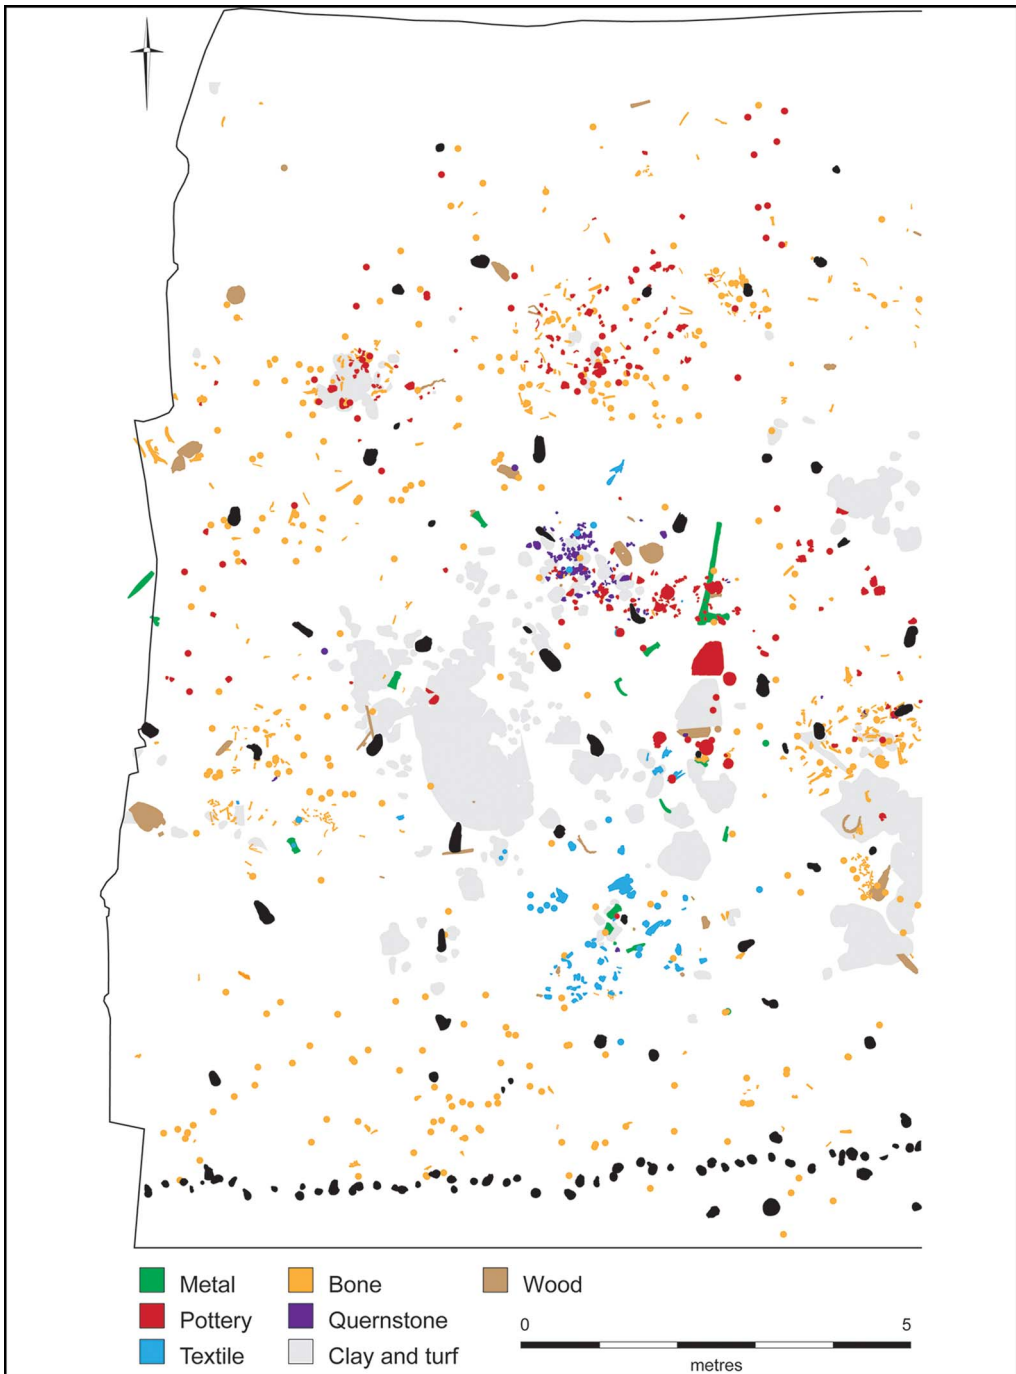 Metal
Bone
Wood
Pottery
Quernstone
Textile
Clay and turf
0 5
metres